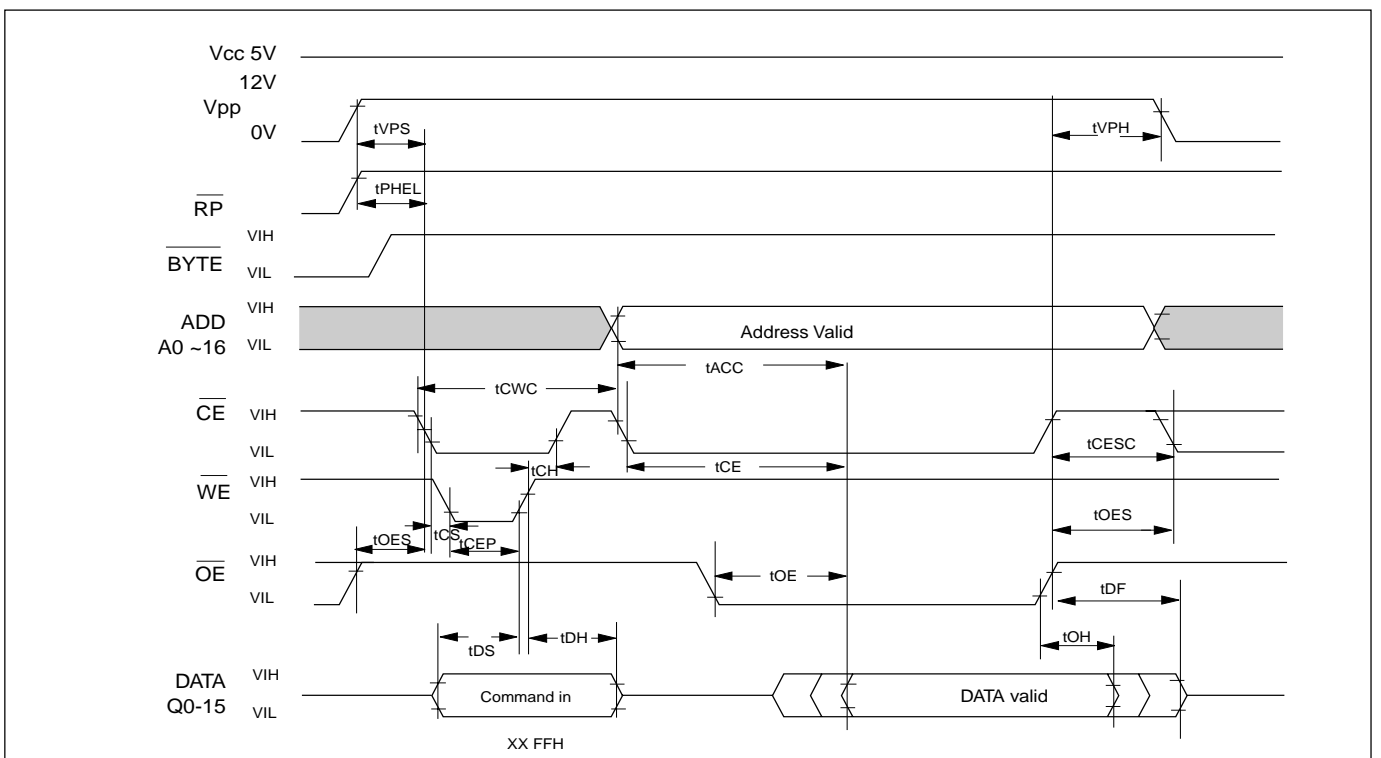 Vcc 5V
12V
Vpp
0V
tVPS
tVPH
RP
tPHEL
BYTE
VIH
VIL
ADD
A0 ~16
VIH
VIL
Address Valid
tACC
tCWC
CE
VIH
VIL
tCH
tCE
tCESC
WE
VIH
VIL
tCS
tCEP
tOES
tOES
OE
VIH
VIL
tOE
tDF
tDS
tDH
tOH
DATA
Q0-15
VIH
VIL
Command in
DATA valid
XX FFH